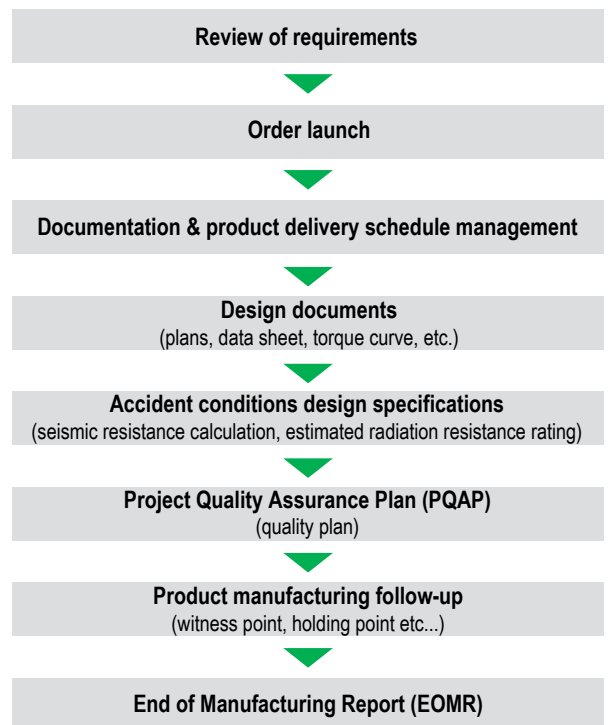 Review of requirements
Order launch
Documentation & product delivery schedule management
Design documents
(plans, data sheet, torque curve, etc.)
Accident conditions design specifications
(seismic resistance calculation, estimated radiation resistance rating)
Project Quality Assurance Plan (PQAP)
(quality plan)
Product manufacturing follow-up
(witness point, holding point etc...)
End of Manufacturing Report (EOMR)